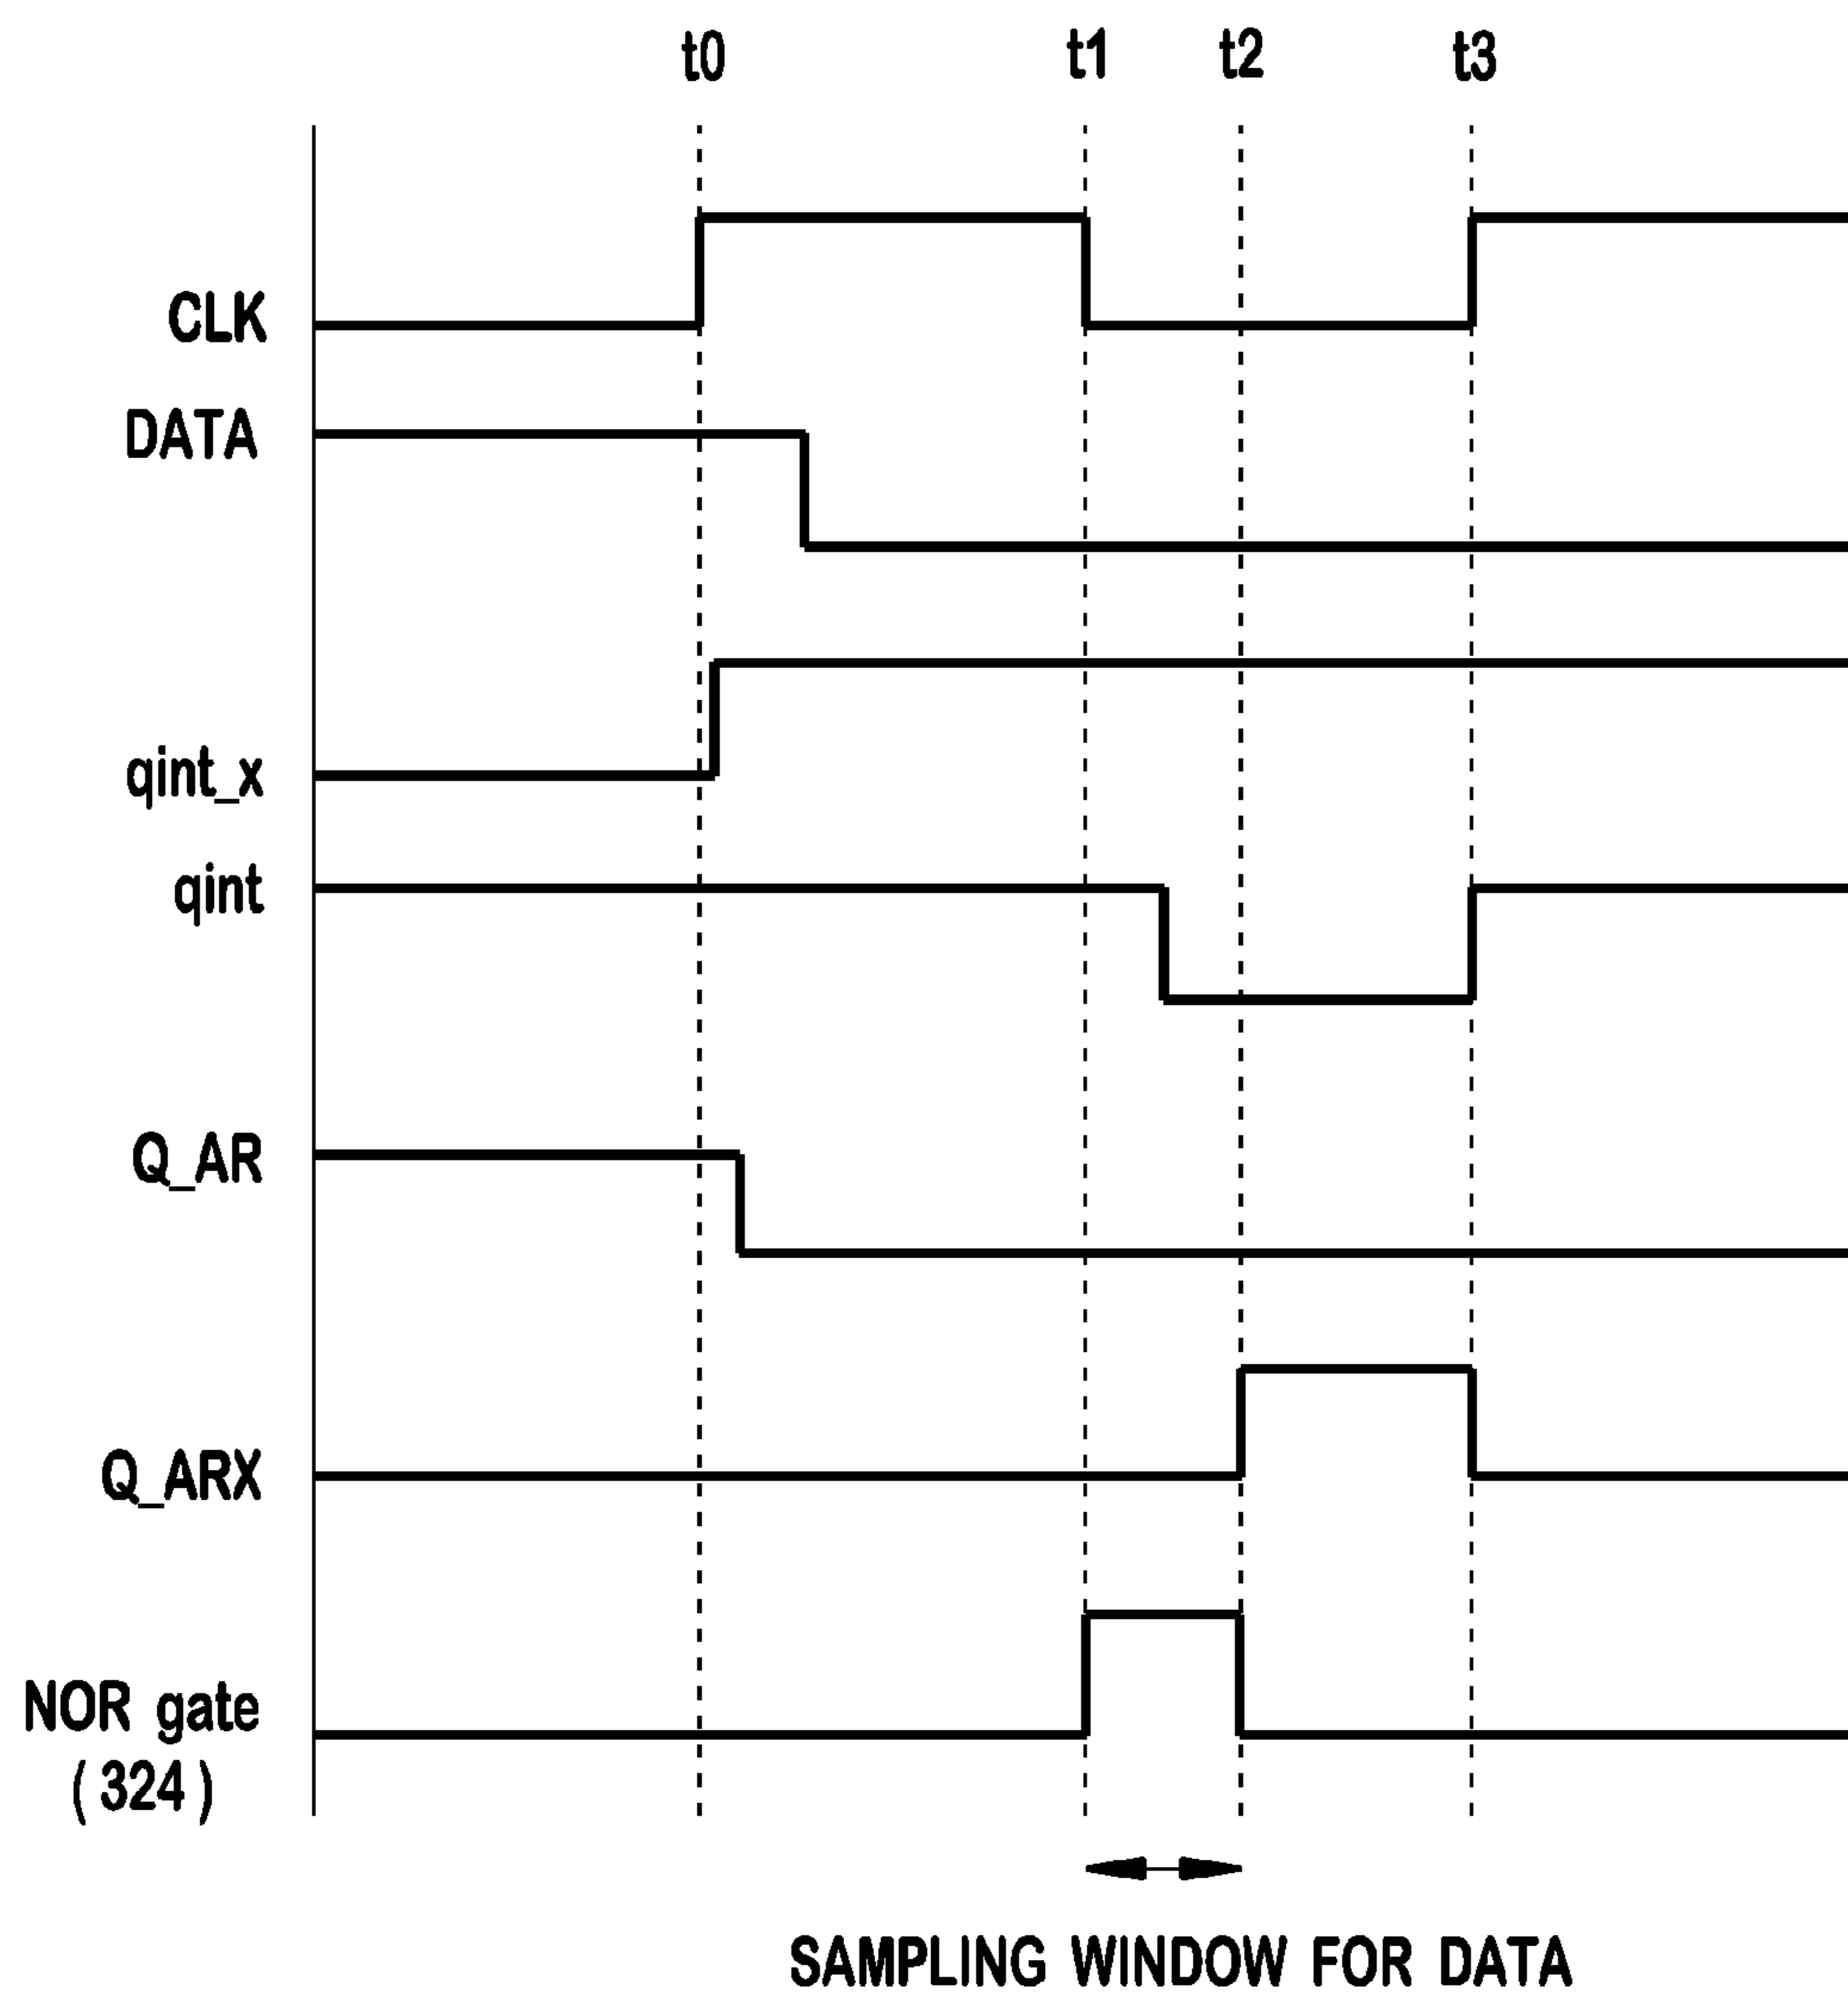 t0 t1 t2 t3
CLK
DATA
qint_x
qint
Q_AR
Q_ARX
NOR gate
(324)
SAMPLING WINDOW FOR DATA